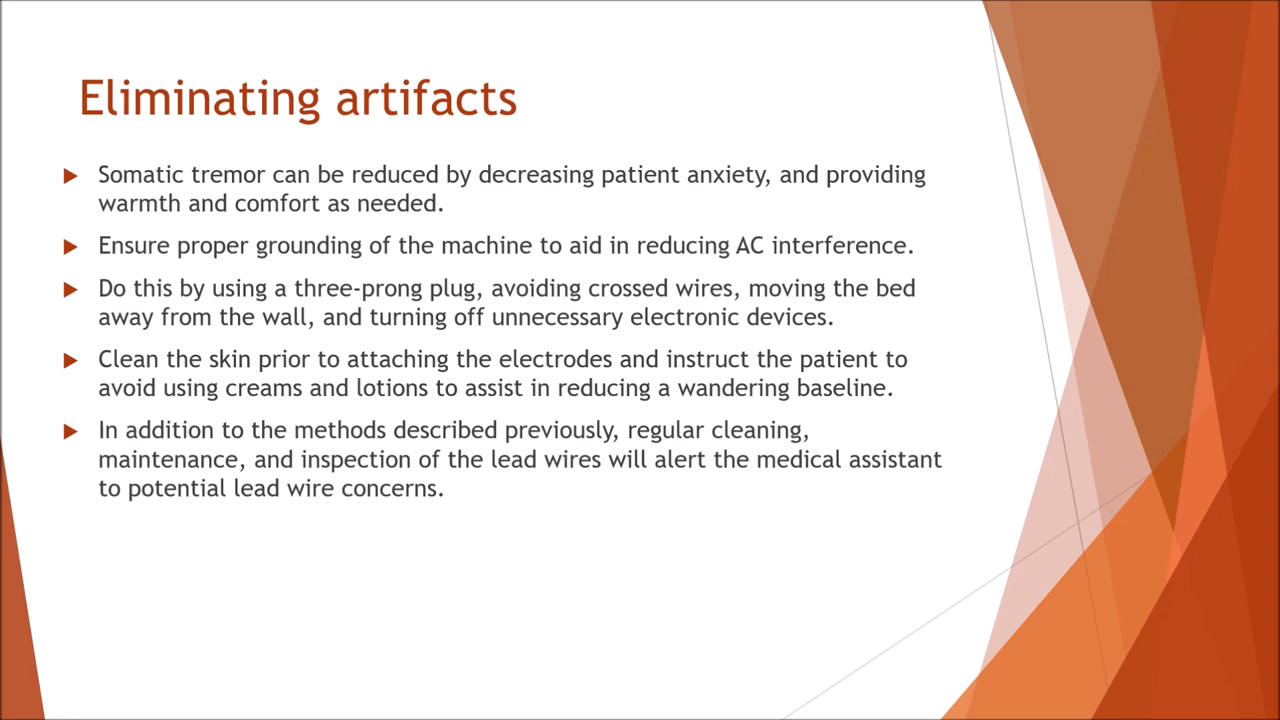 Eliminating artifacts
Somatic tremor can be reduced by decreasing patient anxiety, and providing
warmth and comfort as needed.
Ensure proper grounding of the machine to aid in reducing AC interference.
Do this by using a three-prong plug, avoiding crossed wires, moving the bed
away from the wall, and turning off unnecessary electronic devices.
Clean the skin prior to attaching the electrodes and instruct the patient to
avoid using creams and lotions to assist in reducing a wandering baseline.
In addition to the methods described previously, regular cleaning,
maintenance, and inspection of the lead wires will alert the medical assistant
to potential lead wire concerns.